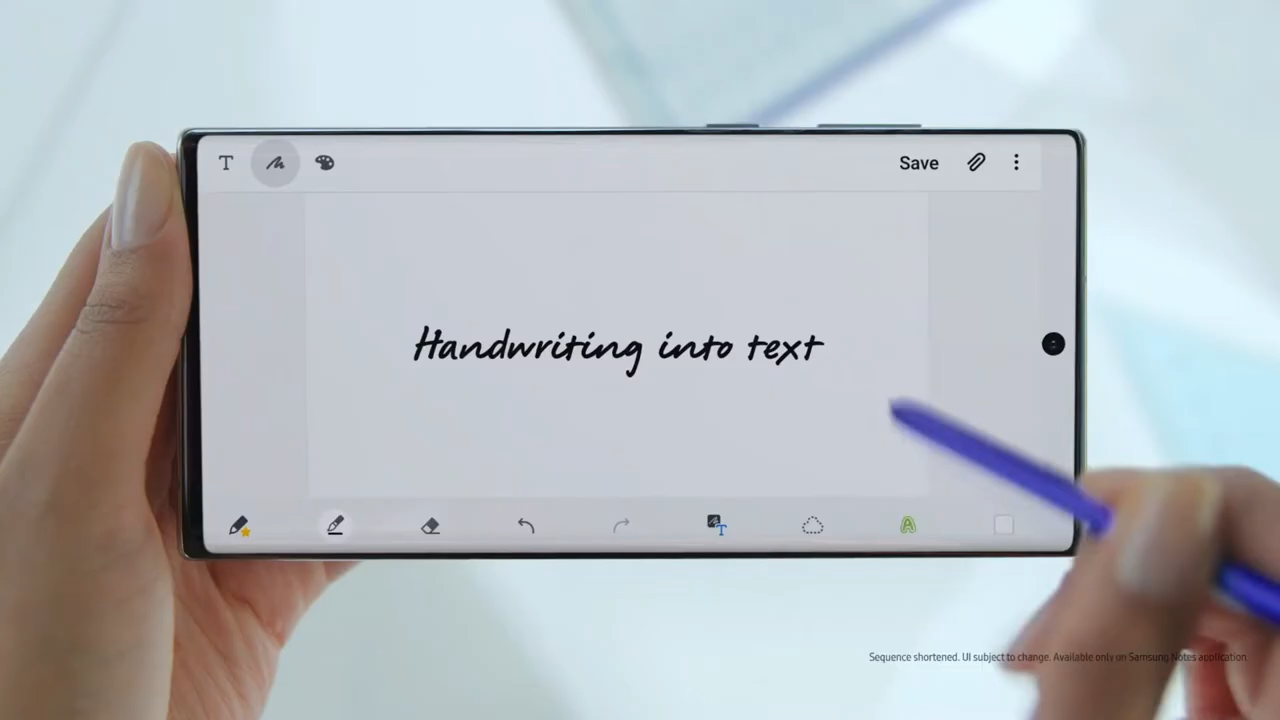 T
Save
Handwriting into text
T
A
Sequence shortened. UI subject to change. Available only on Samsung Notes application.